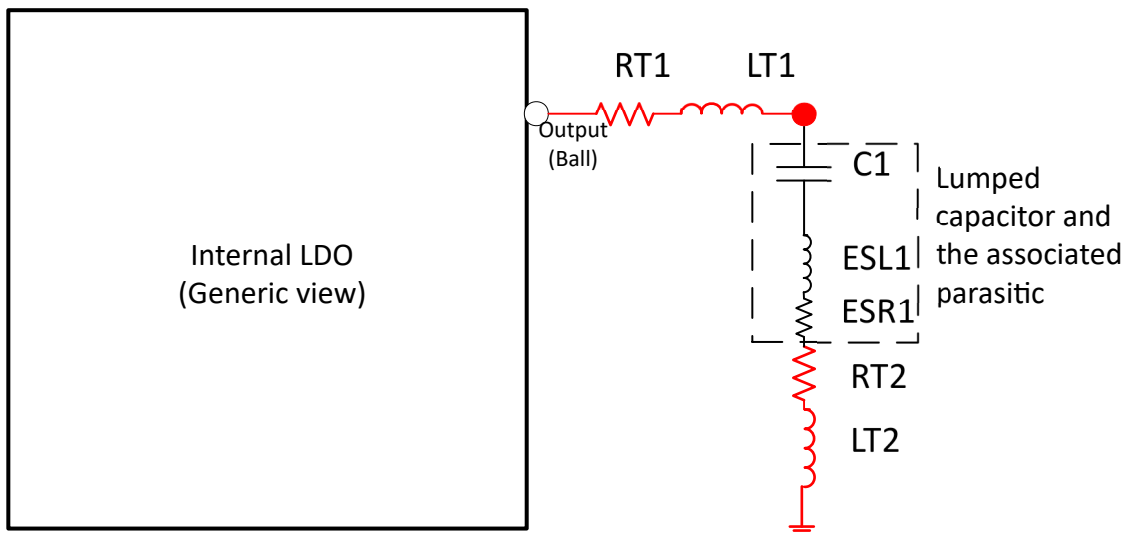 RT1
LT1
Output
(Ball)
C1
Lumped
capacitor and
the associated
parasitic
Internal LDO
(Generic view)
ESL1
ESR1
RT2
LT2